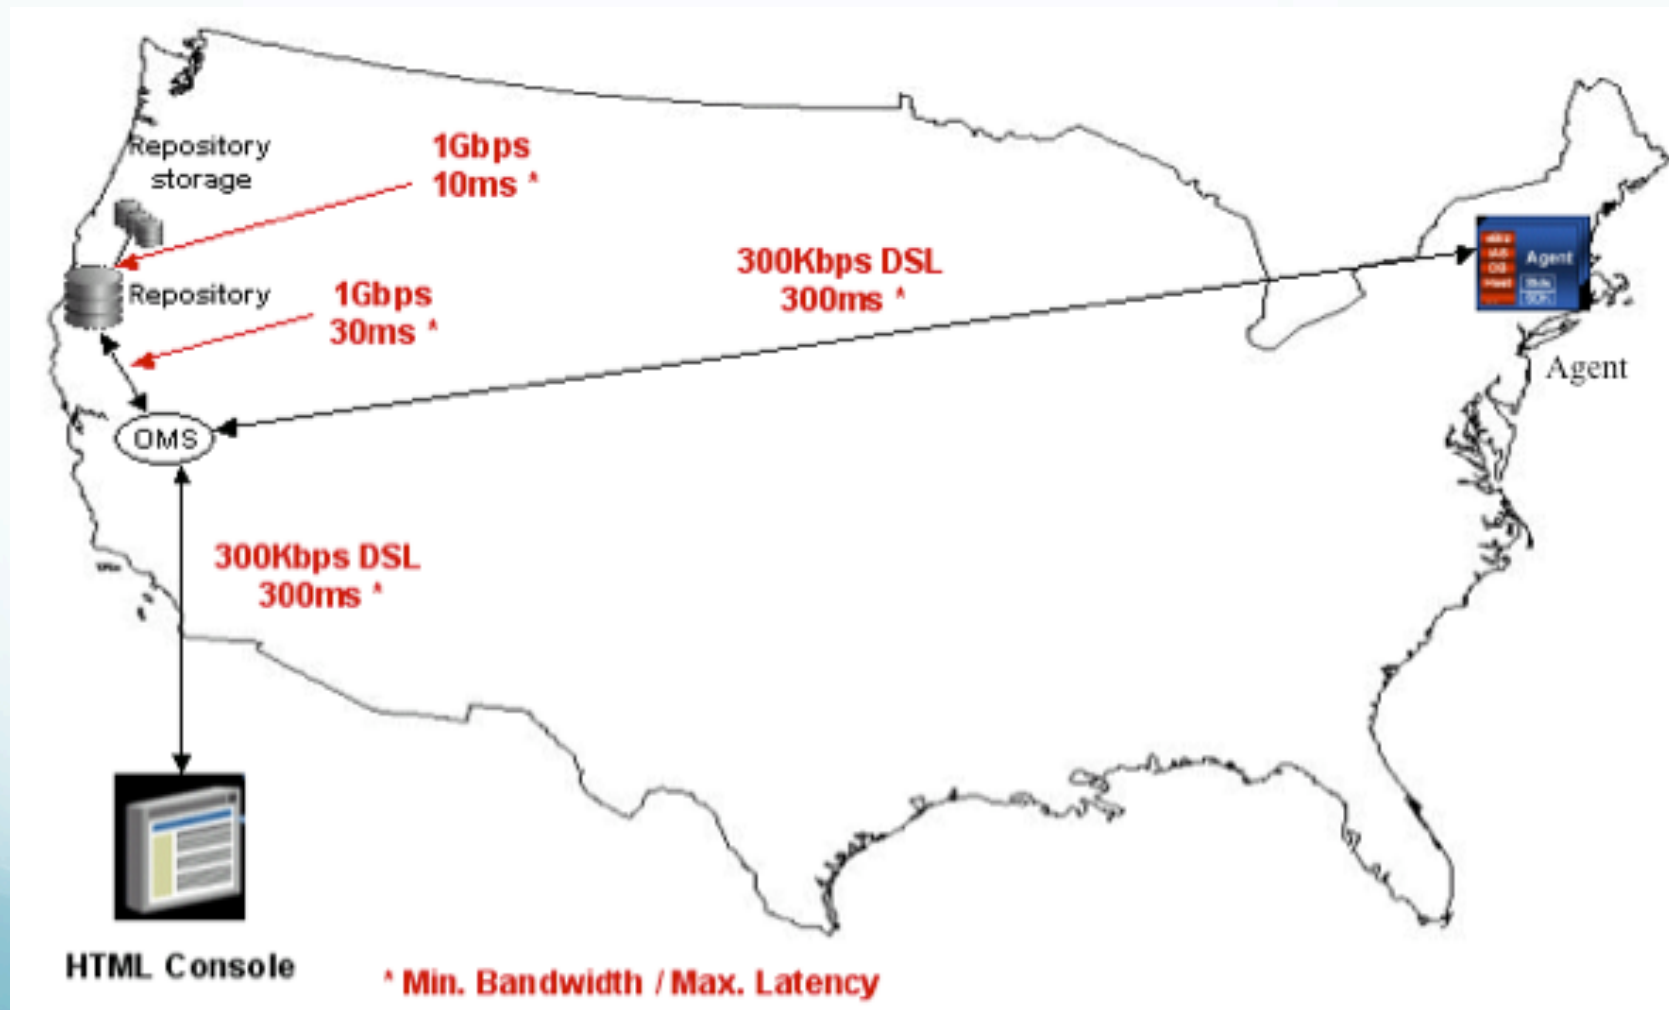 Repository
storage
1Gbps
10ms *
Repository
1Gbps
30ms *
300Kbps DSL
300ms *
Agent
Agent
OMS
300Kbps DSL
300ms *
HTML Console
* Min. Bandwidth / Max. Latency